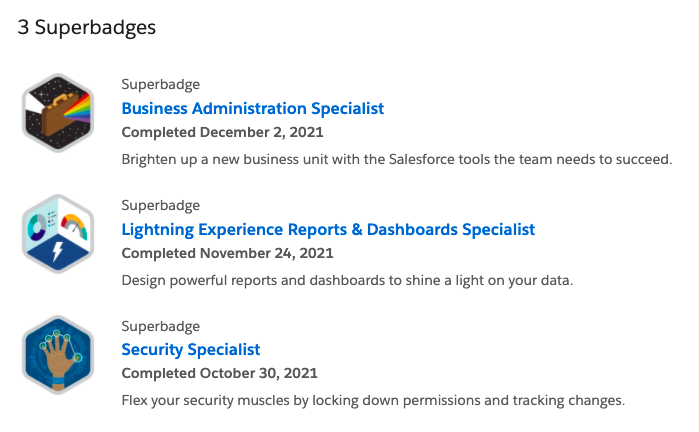 3 Superbadges
Superbadge
Business Administration Specialist
Completed December 2, 2021
Brighten up a new business unit with the Salesforce tools the team needs to succeed.
Superbadge
Lightning Experience Reports & Dashboards Specialist
Completed November 24, 2021
Design powerful reports and dashboards to shine a light on your data.
Superbadge
Security Specialist
Completed October 30, 2021
Flex your security muscles by locking down permissions and tracking changes.